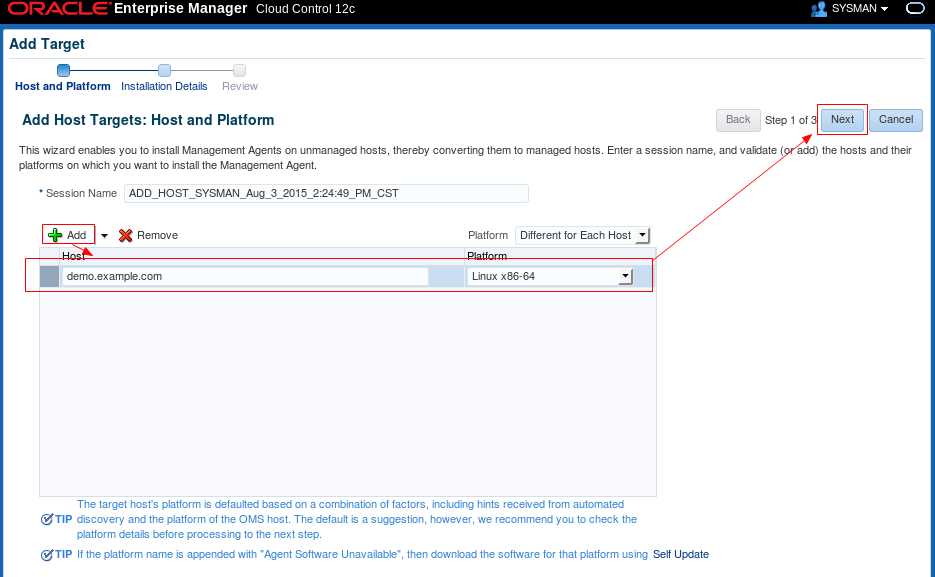 ORACLE Enterprise Manager Cloud Control 12c SYSMAN
Add Target
Host and Platform Installation Details Review
Add Host Targets: Host and Platform Back Step 1 of 3 Next Cancel
This wizard enables you to install Management Agents on unmanaged hosts, thereby converting them to managed hosts. Enter a session name, and validate (or add) the hosts and their
platforms on which you want to install the Management Agent.
* Session Name ADD_HOST_SYSMAN_Aug_3_2015_2:24:49_PM_CST
Add Remove Platform Different for Each Host
Host Platform
demo.example.com Linux x86-64
The target host's platform is defaulted based on a combination of factors, including hints received from automated
TIP discovery and the platform of the OMS host. The default is a suggestion, however, we recommend you to check the
platform details before processing to the next step.
TIP If the platform name is appended with "Agent Software Unavailable", then download the software for that platform using Self Update